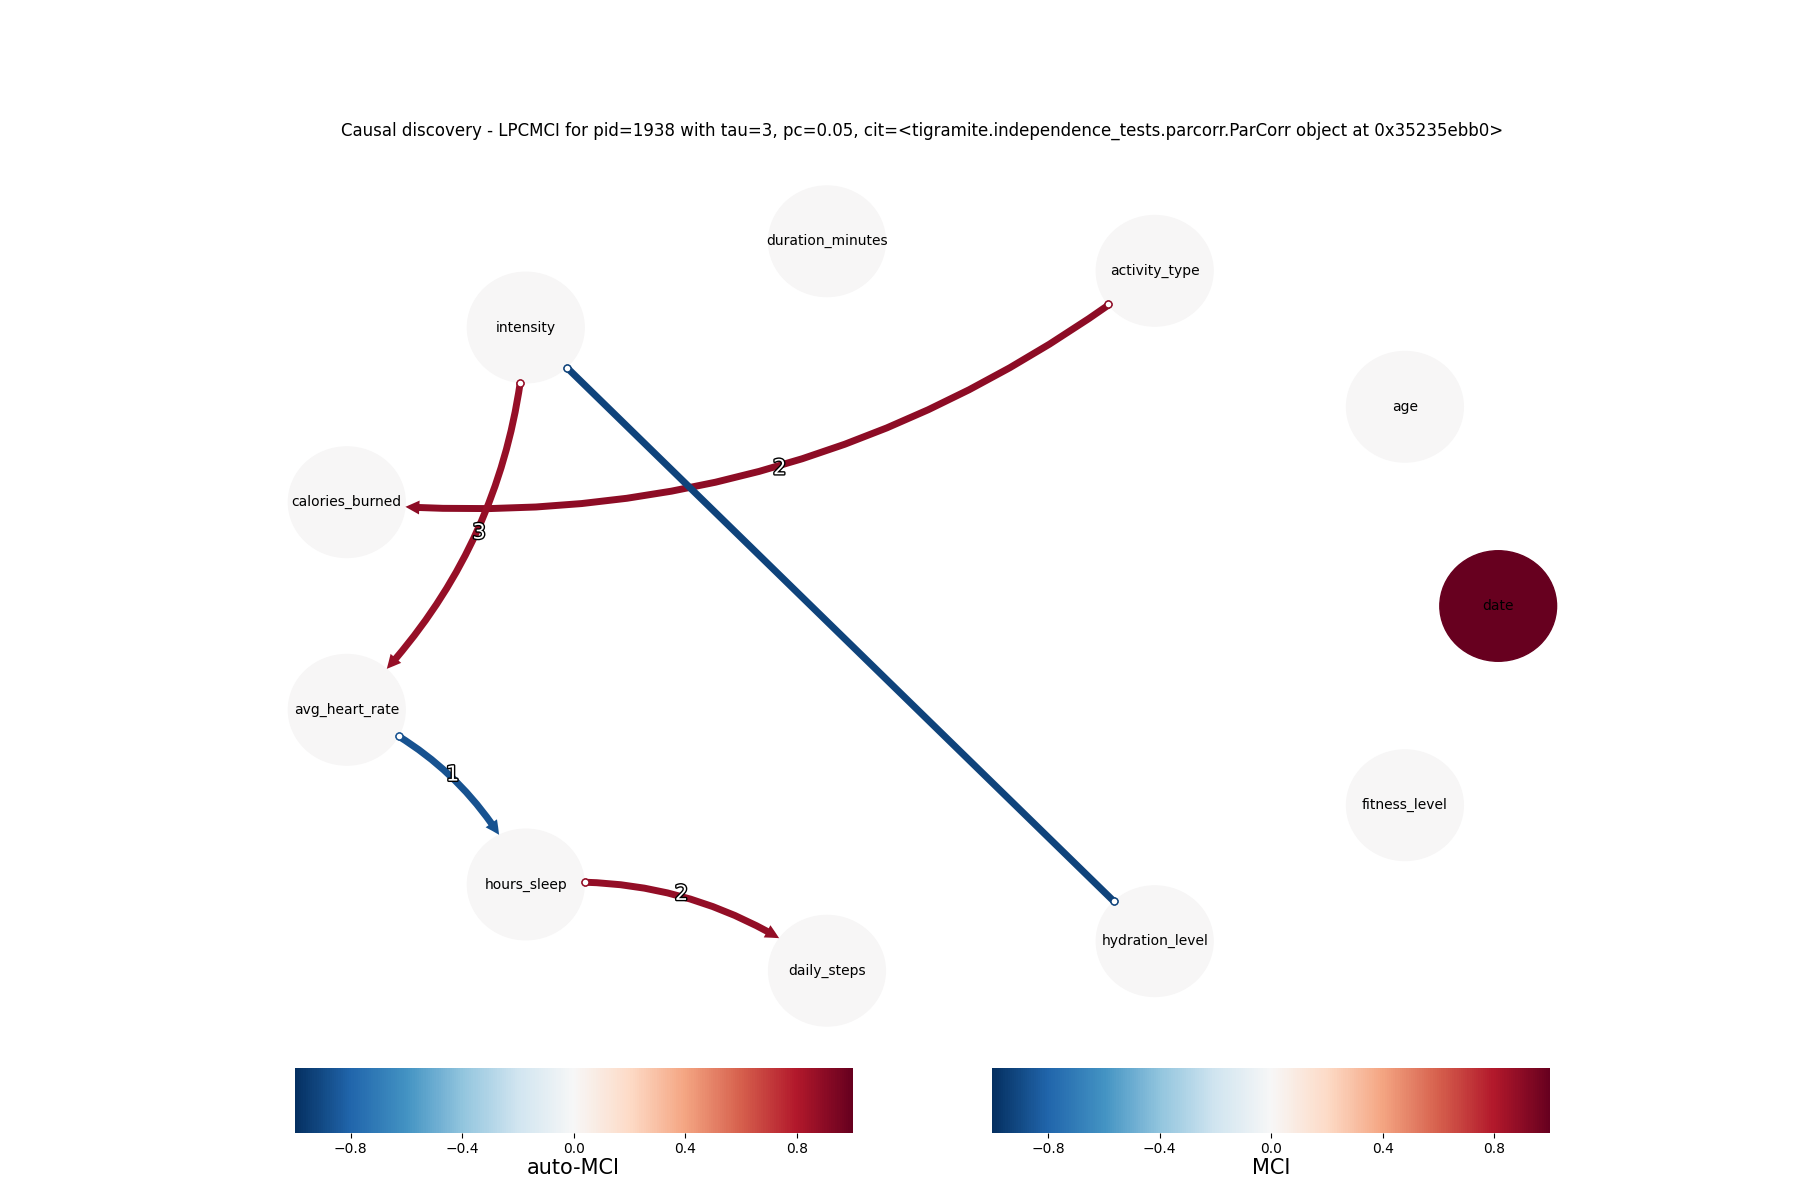 Causal discovery - LPCMCI for pid=1938 with tau=3, pc=0.05, cit=<tigramite.independence_tests.parcorr.ParCorr object at 0x35235ebb0>
duration_minutes
activity_type
intensity
age
2
calories_burned
3
date
avg_heart_rate
1
fitness_level
hours_sleep
2
hydration_level
daily_steps
−0.8 −0.4 0.0 0.4 0.8
auto-MCI
−0.8 −0.4 0.0 0.4 0.8
MCI